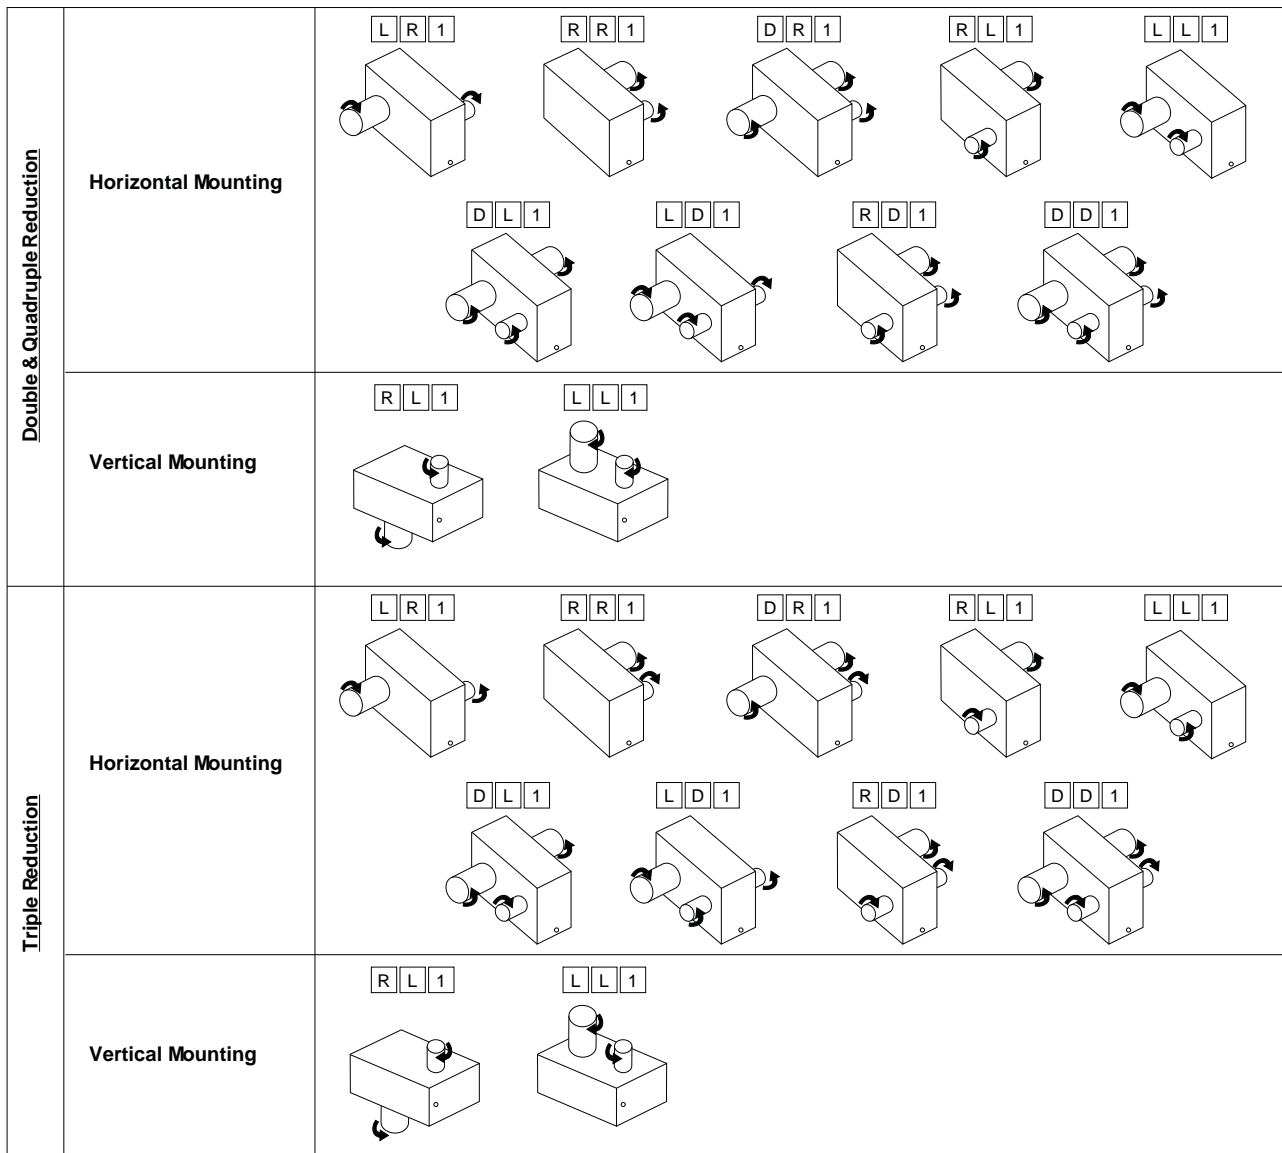 Double & Quadruple Reduction
Horizontal Mounting
L R 1
R R 1
D R 1
R L 1
L L 1
D L 1
L D 1
R D 1
D D 1
Vertical Mounting
R L 1
L L 1
Triple Reduction
Horizontal Mounting
L R 1
R R 1
D R 1
R L 1
L L 1
D L 1
L D 1
R D 1
D D 1
Vertical Mounting
R L 1
L L 1